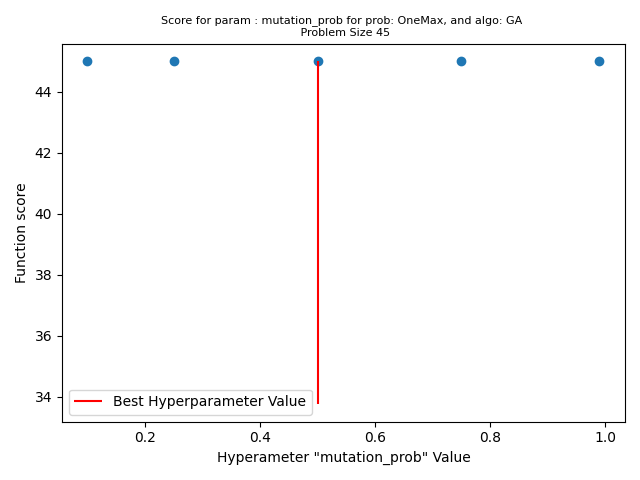 Score for param : mutation_prob for prob: OneMax, and algo: GA
Problem Size 45
Function score
44
42
40
38
36
34
Best Hyperparameter Value
0.2
0.4
0.6
0.8
1.0
Hyperameter "mutation_prob" Value